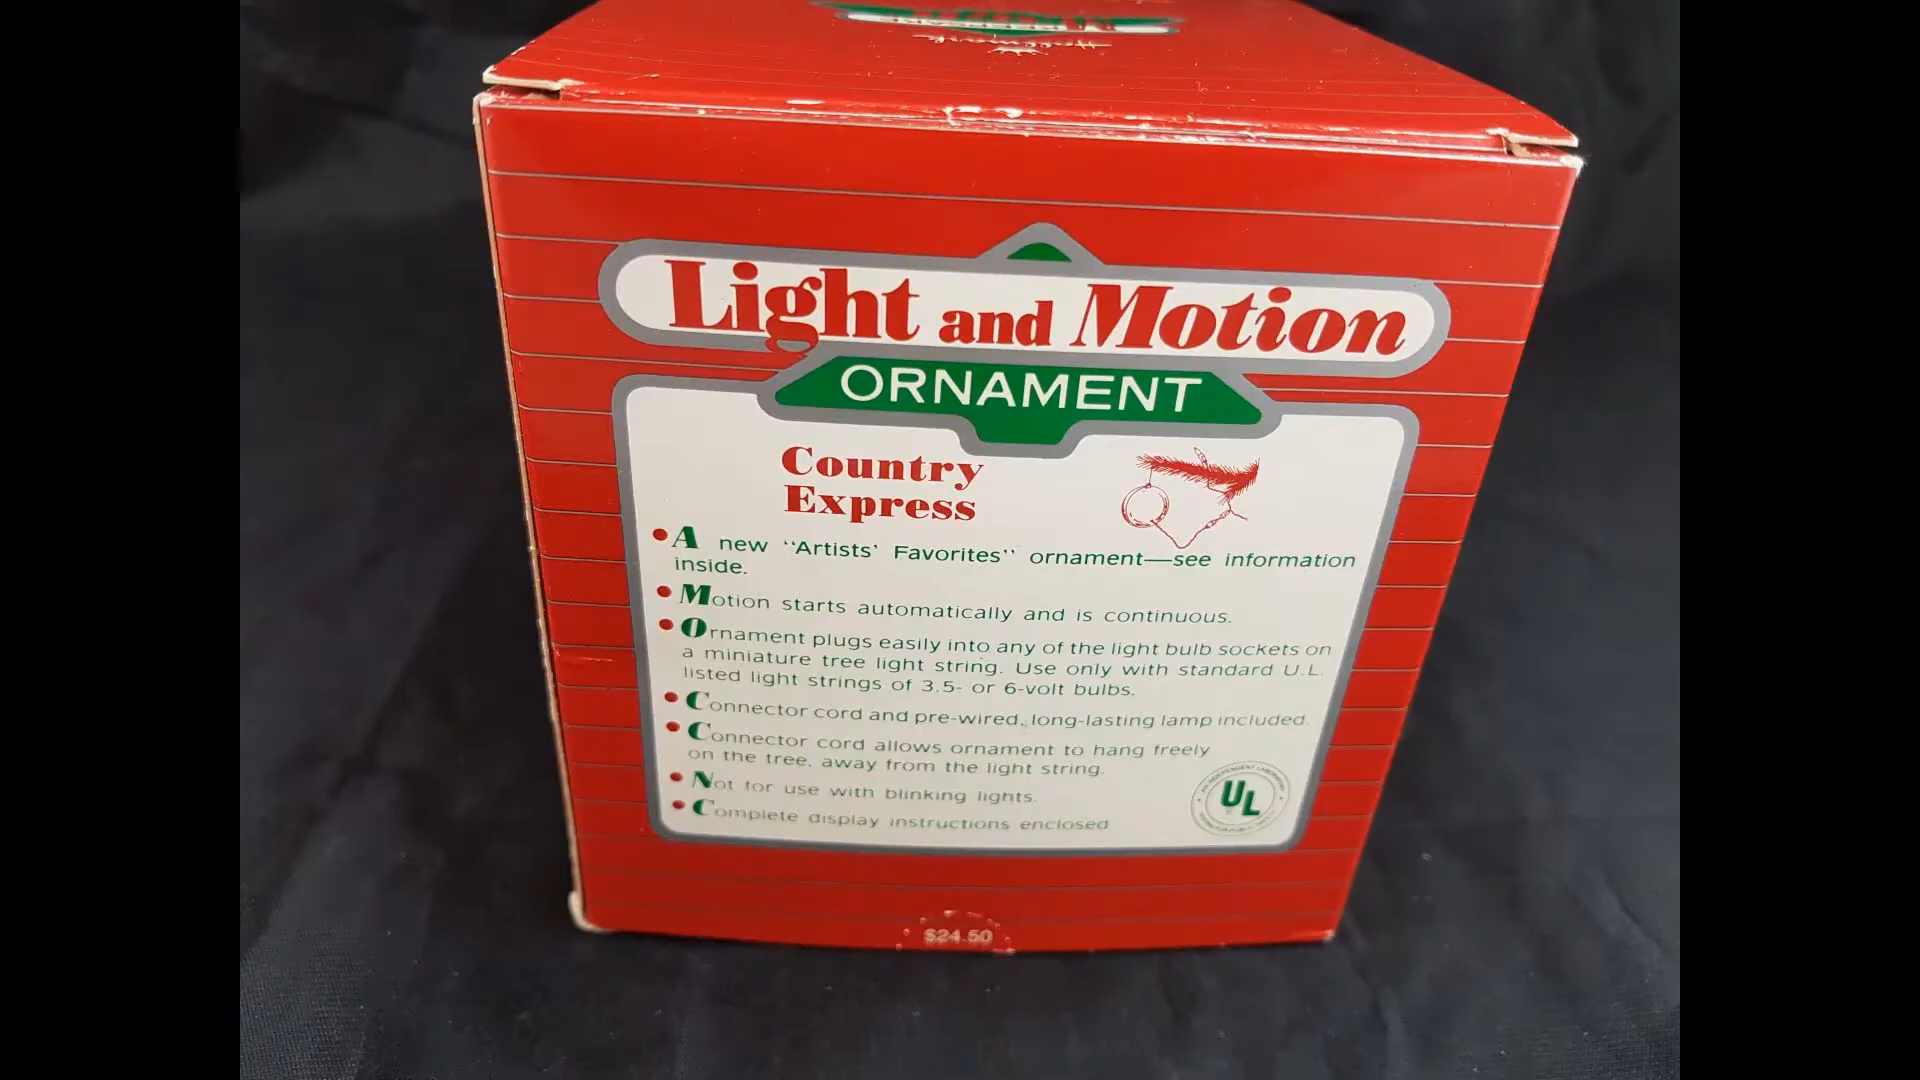 KEEPSAKE
Hallmark
Light and Motion
ORNAMENT
Country
Express
• A new “Artists’ Favorites” ornament—see information
inside.
• Motion starts automatically and is continuous.
• Ornament plugs easily into any of the light bulb sockets on
a miniature tree light string. Use only with standard U.L.
listed light strings of 3.5- or 6-volt bulbs.
• Connector cord and pre-wired, long-lasting lamp included.
• Connector cord allows ornament to hang freely
on the tree, away from the light string.
• Not for use with blinking lights.
• Complete display instructions enclosed
UL
$24.50